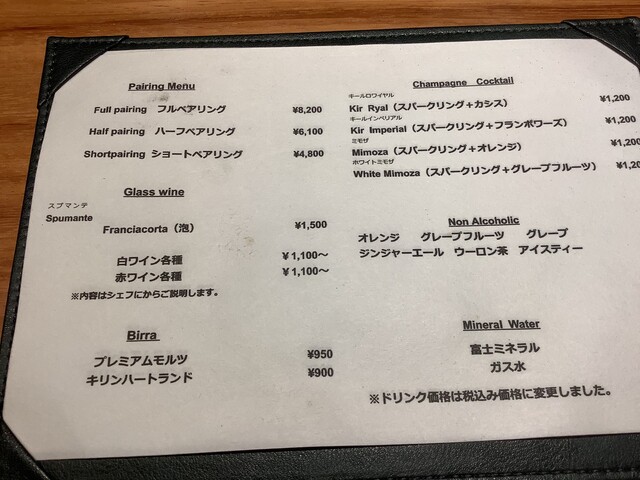 Pairing Menu
Full pairing フルペアリング ¥8,200
Half pairing ハーフペアリング ¥6,100
Shortpairing ショートペアリング ¥4,800
Glass wine
スプマンテ
Spumante
Franciacorta（泡） ¥1,500
白ワイン各種 ¥1,100～
赤ワイン各種 ¥1,100～
※内容はシェフにからご説明します。
Birra
プレミアムモルツ ¥950
キリンハートランド ¥900
Champagne Cocktail
キールロワイヤル
Kir Ryal（スパークリング＋カシス） ¥1,200
キールインペリアル
Kir Imperial（スパークリング＋フランボワーズ） ¥1,200
ミモザ
Mimoza（スパークリング＋オレンジ） ¥1,200
ホワイトミモザ
White Mimoza（スパークリング＋グレープフルーツ） ¥1,20
Non Alcoholic
オレンジ グレープフルーツ グレープ
ジンジャーエール ウーロン茶 アイスティー
Mineral Water
富士ミネラル
ガス水
※ドリンク価格は税込み価格に変更しました。